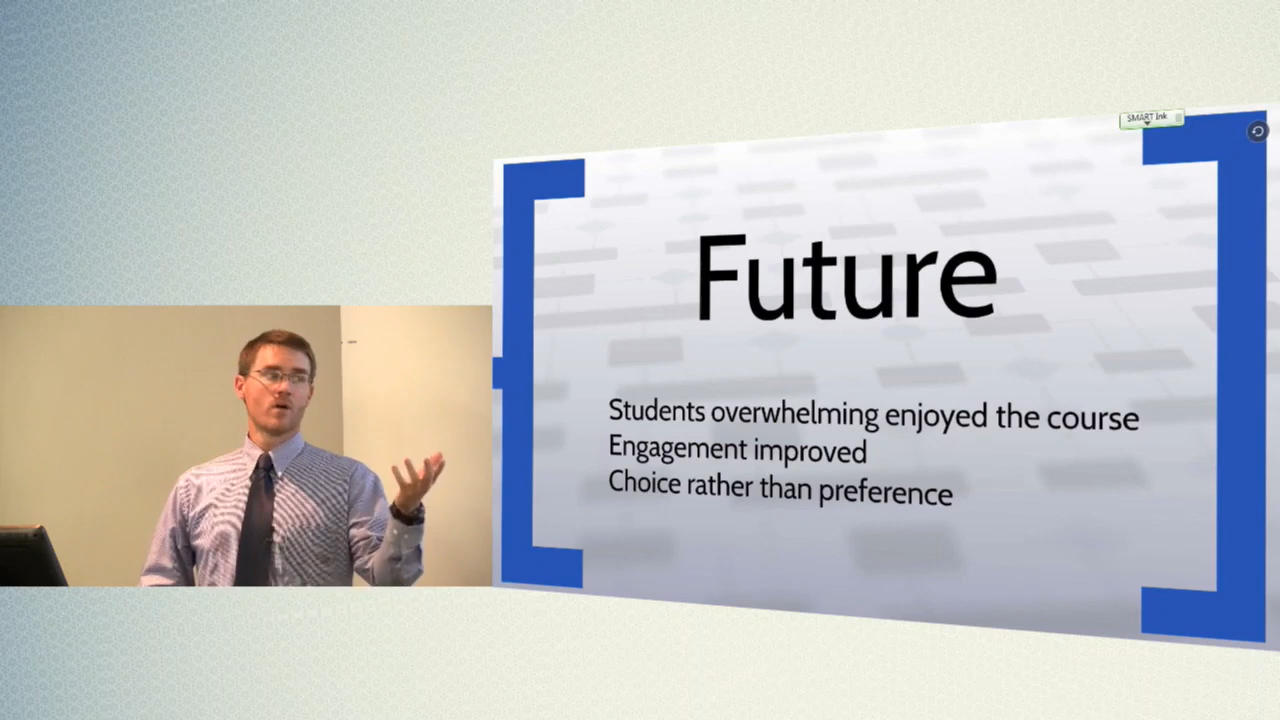 SMART Ink
Future
Students overwhelming enjoyed the course
Engagement improved
Choice rather than preference